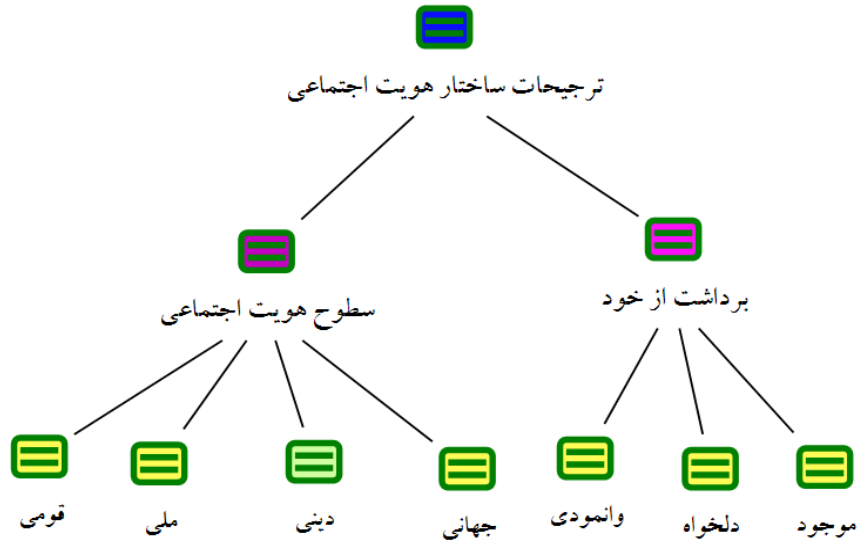 ترجیحات ساختار هویت اجتماعی
برداشت از خود
سطوح هویت اجتماعی
موجود
دلخواه
وانمودی
جهانی
دینی
ملی
قومی